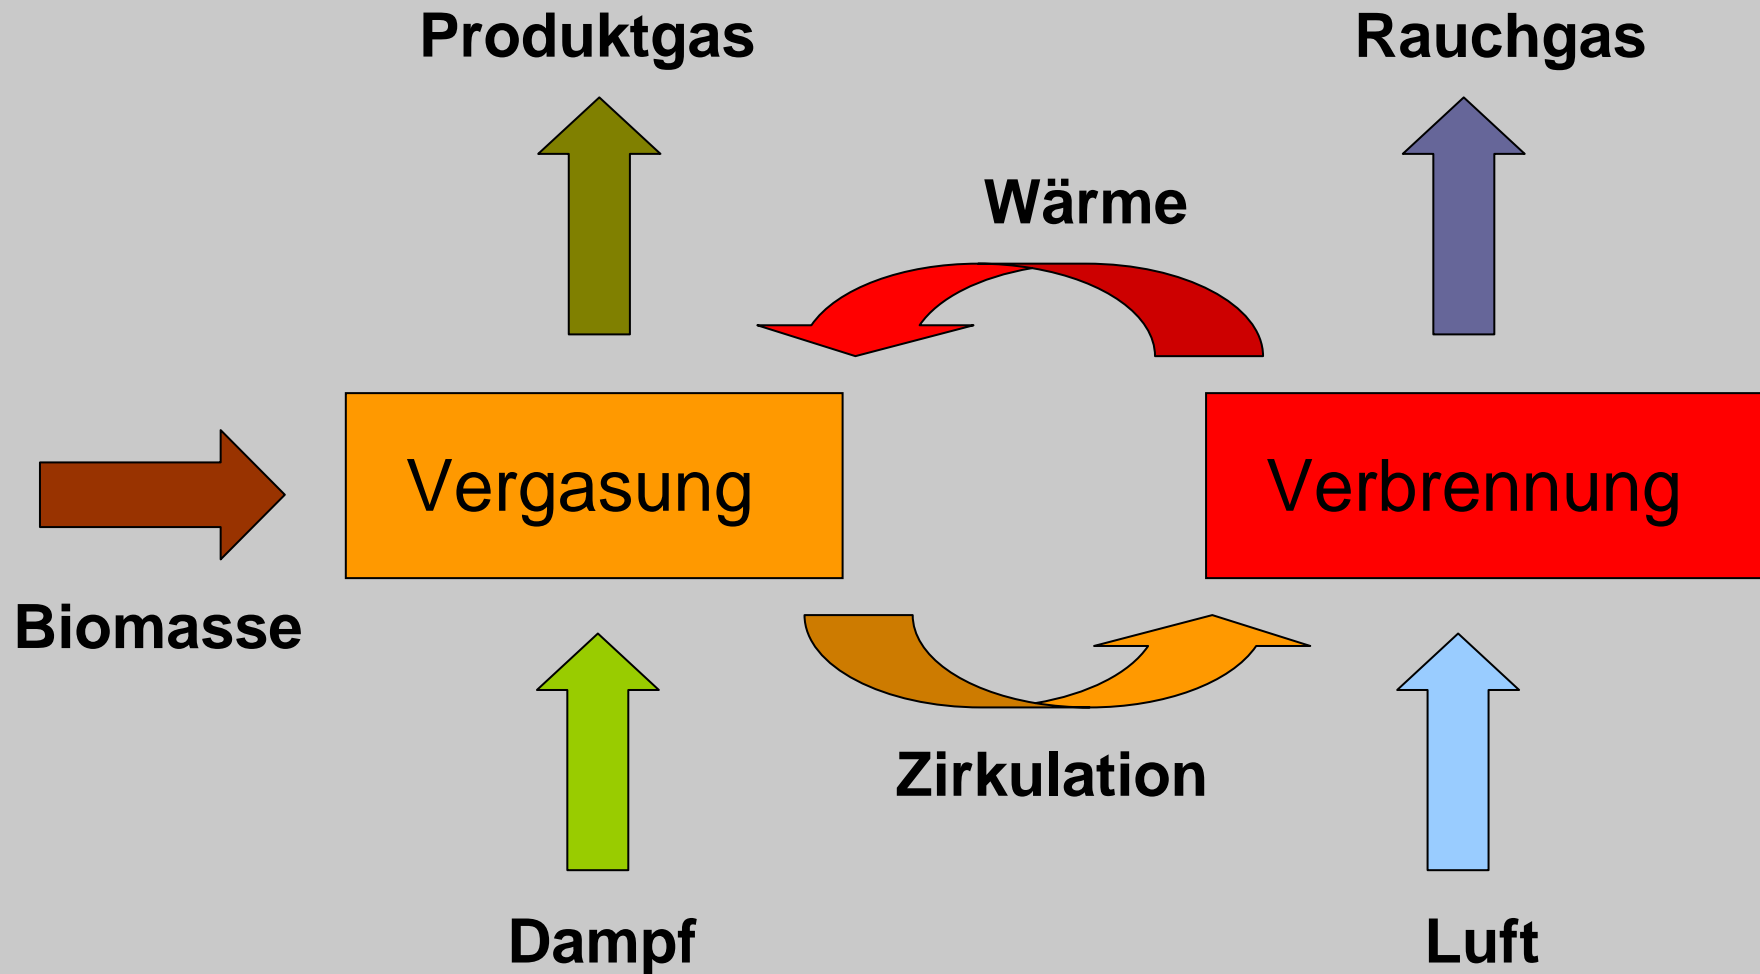 Produktgas
Rauchgas
Wärme
Vergasung
Verbrennung
Biomasse
Zirkulation
Dampf
Luft